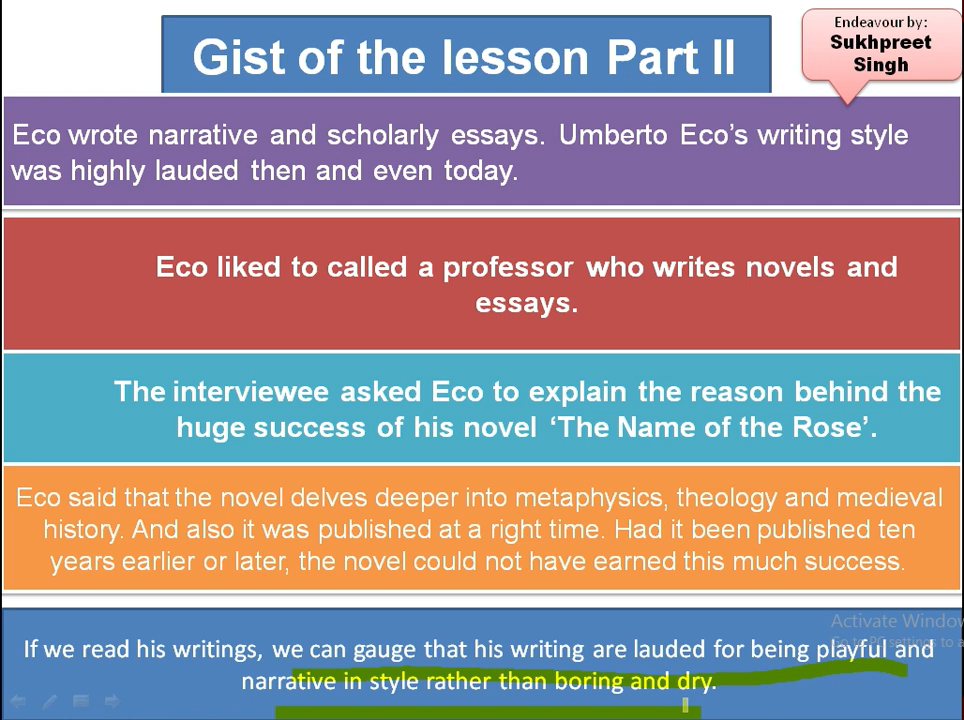 Gist of the lesson Part II
Endeavour by:
Sukhpreet
Singh
Eco wrote narrative and scholarly essays. Umberto Eco's writing style
was highly lauded then and even today.
Eco liked to called a professor who writes novels and
essays.
The interviewee asked Eco to explain the reason behind the
huge success of his novel ‘The Name of the Rose’.
Eco said that the novel delves deeper into metaphysics, theology and medieval
history. And also it was published at a right time. Had it been published ten
years earlier or later, the novel could not have earned this much success.
Activate Window
Go to PC settings to a
If we read his writings, we can gauge that his writing are lauded for being playful and
narrative in style rather than boring and dry.